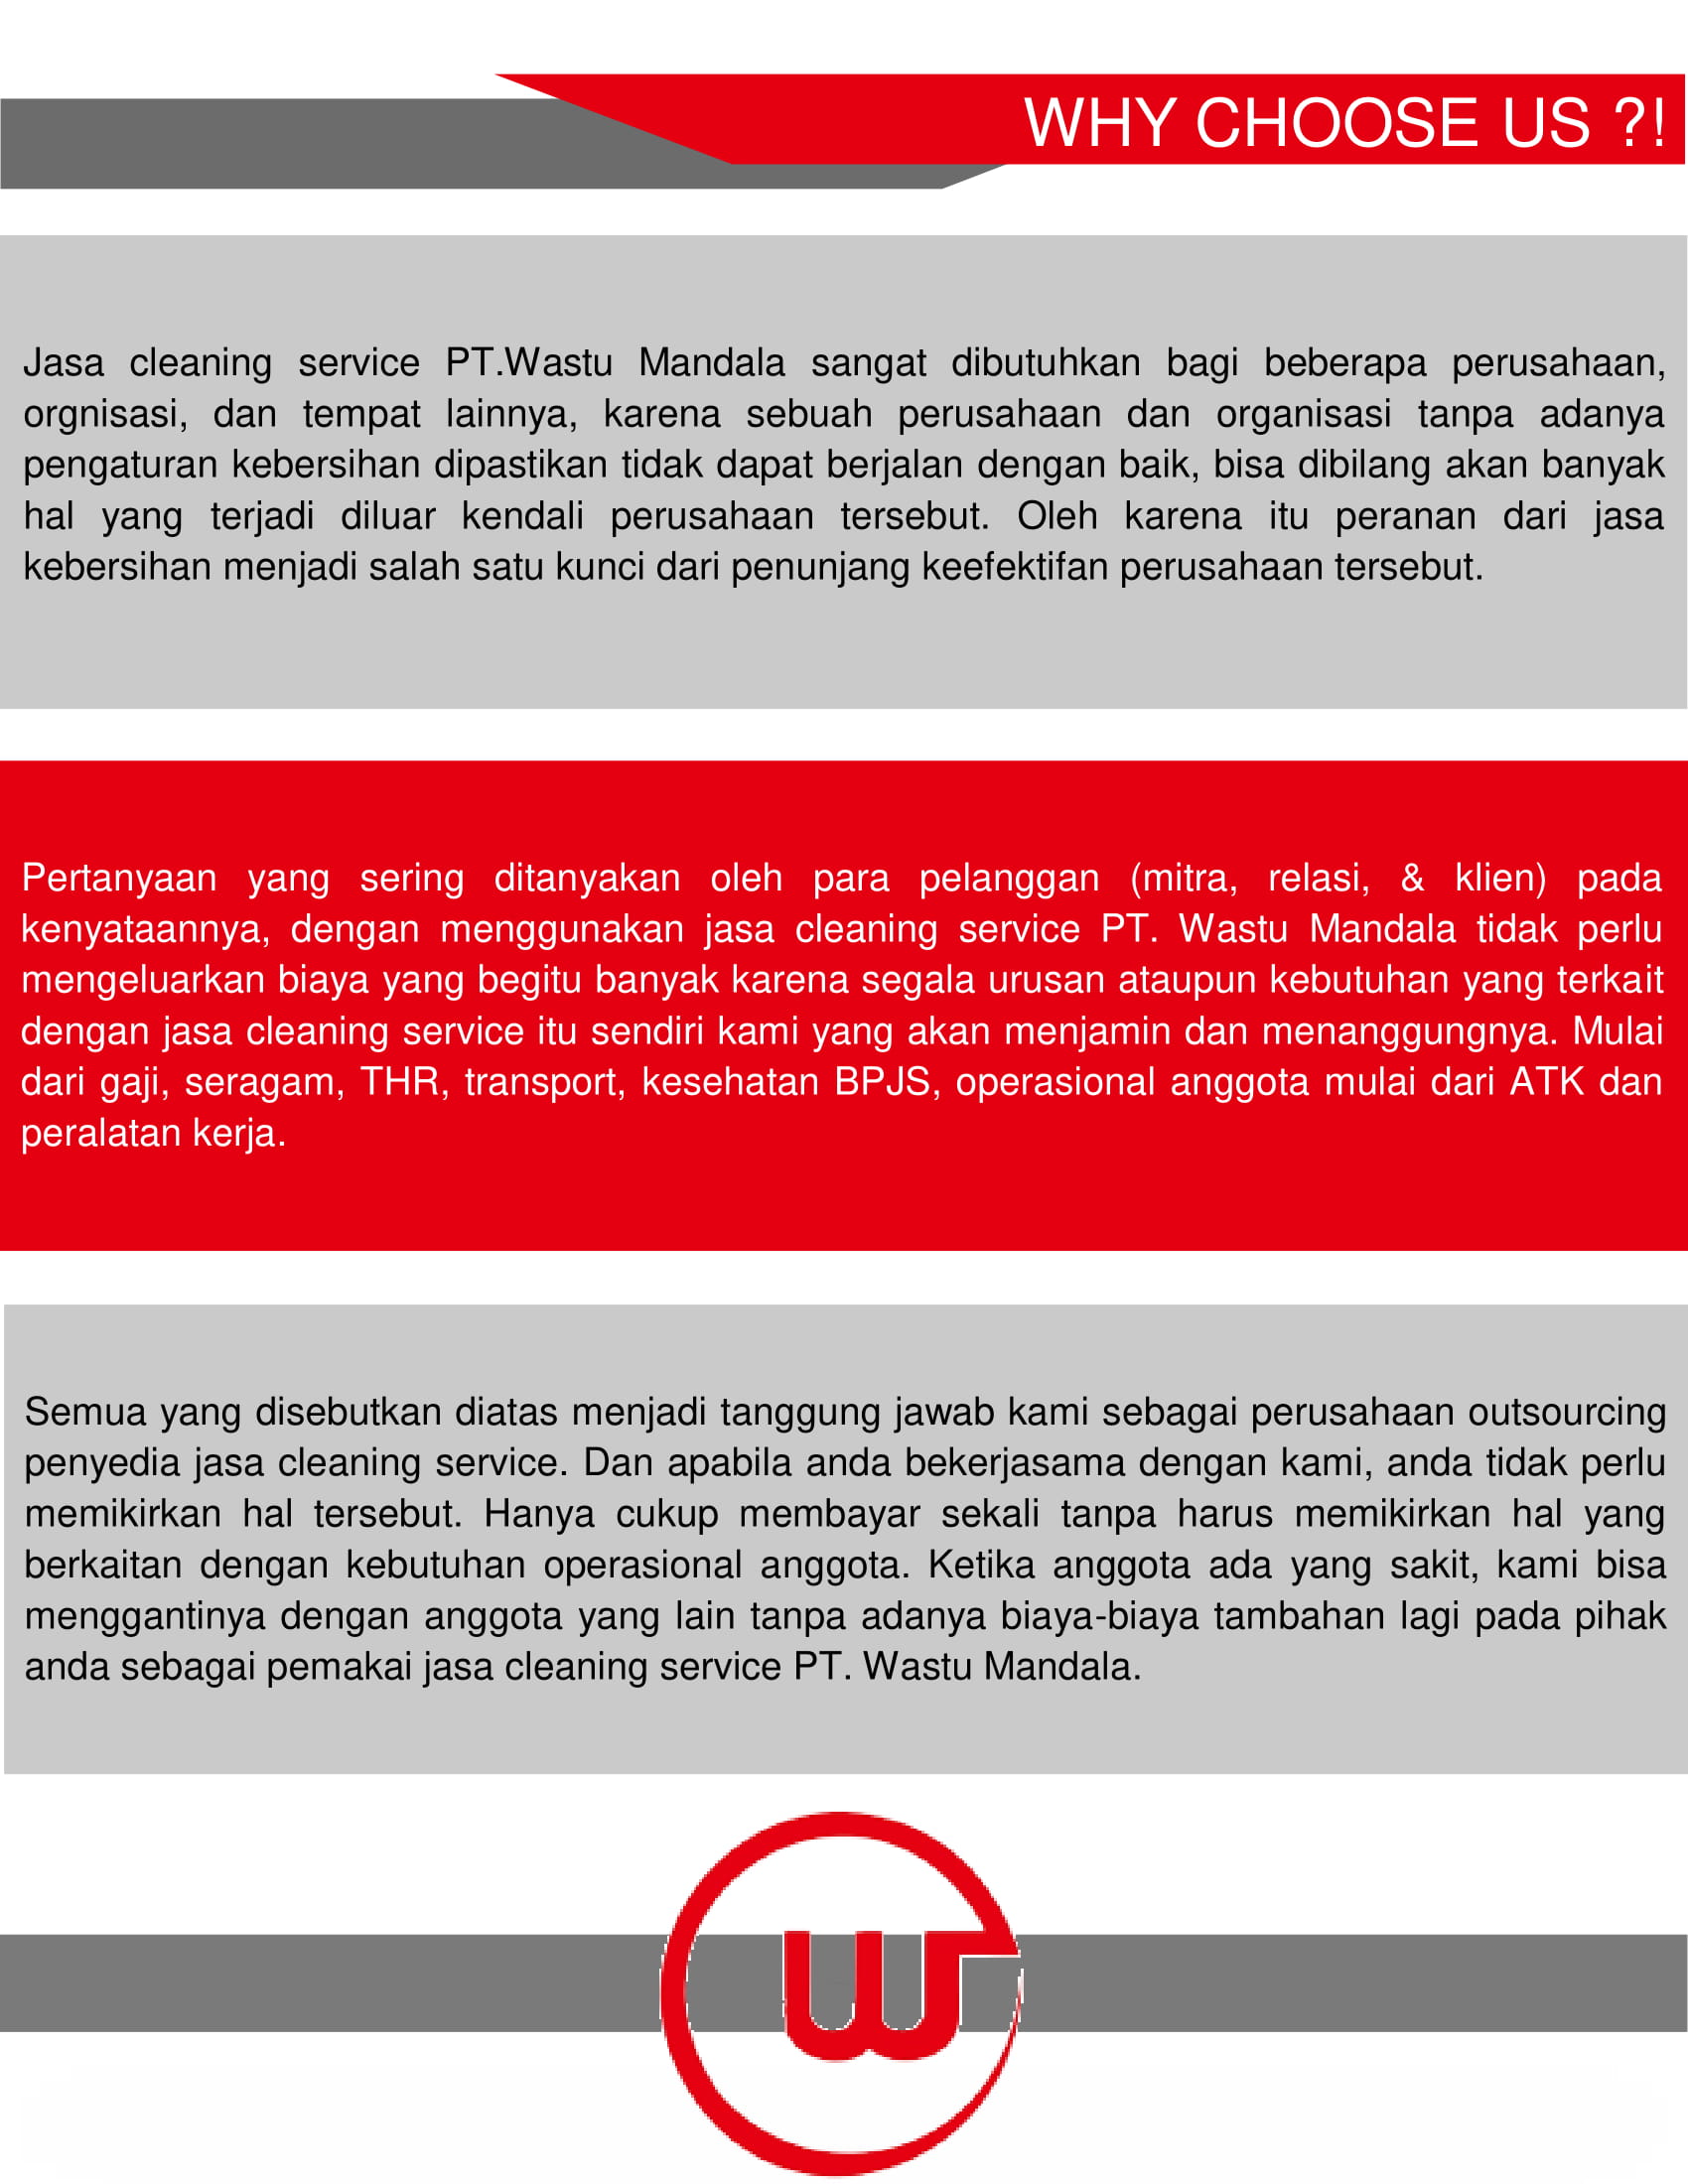 WHY CHOOSE US ?!
Jasa cleaning service PT.Wastu Mandala sangat dibutuhkan bagi beberapa perusahaan,
orgnisasi, dan tempat lainnya, karena sebuah perusahaan dan organisasi tanpa adanya
pengaturan kebersihan dipastikan tidak dapat berjalan dengan baik, bisa dibilang akan banyak
hal yang terjadi diluar kendali perusahaan tersebut. Oleh karena itu peranan dari jasa
kebersihan menjadi salah satu kunci dari penunjang keefektifan perusahaan tersebut.
Pertanyaan yang sering ditanyakan oleh para pelanggan (mitra, relasi, & klien) pada
kenyataannya, dengan menggunakan jasa cleaning service PT. Wastu Mandala tidak perlu
mengeluarkan biaya yang begitu banyak karena segala urusan ataupun kebutuhan yang terkait
dengan jasa cleaning service itu sendiri kami yang akan menjamin dan menanggungnya. Mulai
dari gaji, seragam, THR, transport, kesehatan BPJS, operasional anggota mulai dari ATK dan
peralatan kerja.
Semua yang disebutkan diatas menjadi tanggung jawab kami sebagai perusahaan outsourcing
penyedia jasa cleaning service. Dan apabila anda bekerjasama dengan kami, anda tidak perlu
memikirkan hal tersebut. Hanya cukup membayar sekali tanpa harus memikirkan hal yang
berkaitan dengan kebutuhan operasional anggota. Ketika anggota ada yang sakit, kami bisa
menggantinya dengan anggota yang lain tanpa adanya biaya-biaya tambahan lagi pada pihak
anda sebagai pemakai jasa cleaning service PT. Wastu Mandala.
w